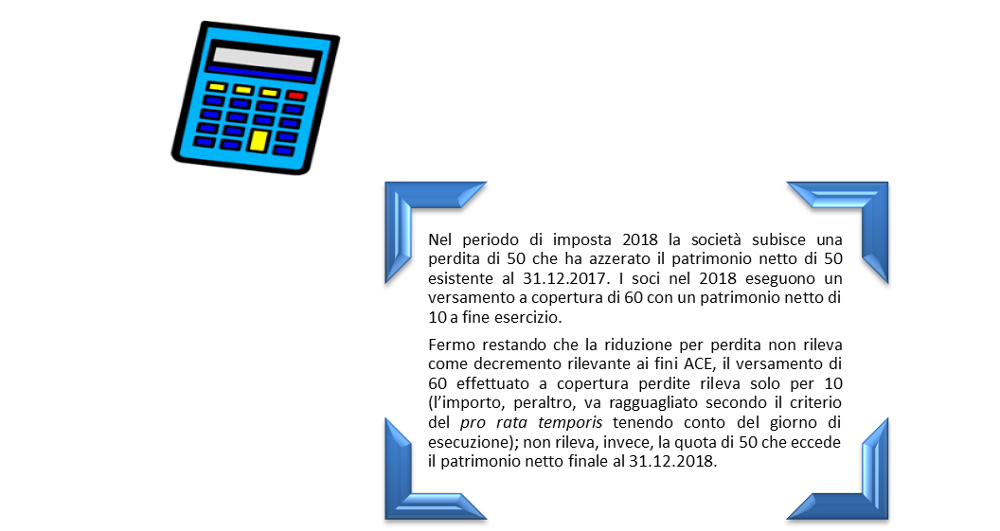 Nel periodo di imposta 2018 la società subisce una
perdita di 50 che ha azzerato il patrimonio netto di 50
esistente al 31.12.2017. I soci nel 2018 eseguono un
versamento a copertura di 60 con un patrimonio netto di
10 a fine esercizio.
Fermo restando che la riduzione per perdita non rileva
come decremento rilevante ai fini ACE, il versamento di
60 effettuato a copertura perdite rileva solo per 10
(l’importo, peraltro, va ragguagliato secondo il criterio
del pro rata temporis tenendo conto del giorno di
esecuzione); non rileva, invece, la quota di 50 che eccede
il patrimonio netto finale al 31.12.2018.